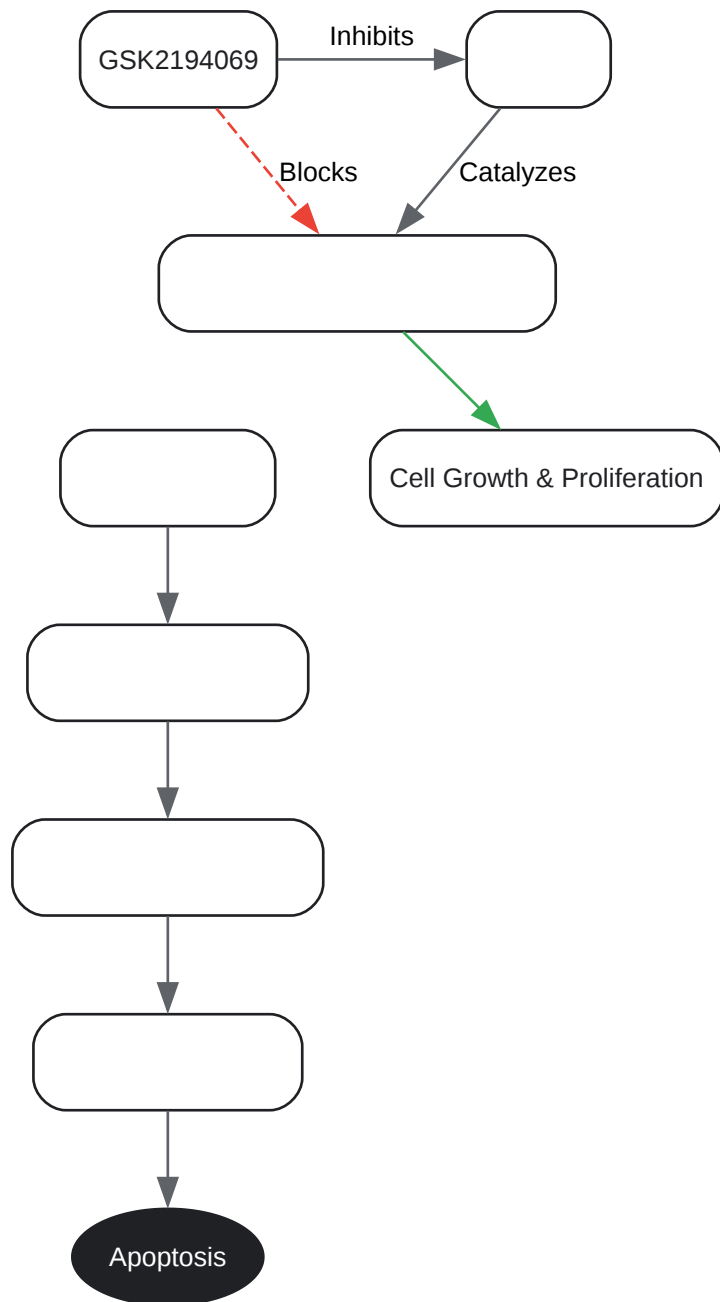 GSK2194069
Inhibits
Blocks
Catalyzes
Cell Growth & Proliferation
Apoptosis